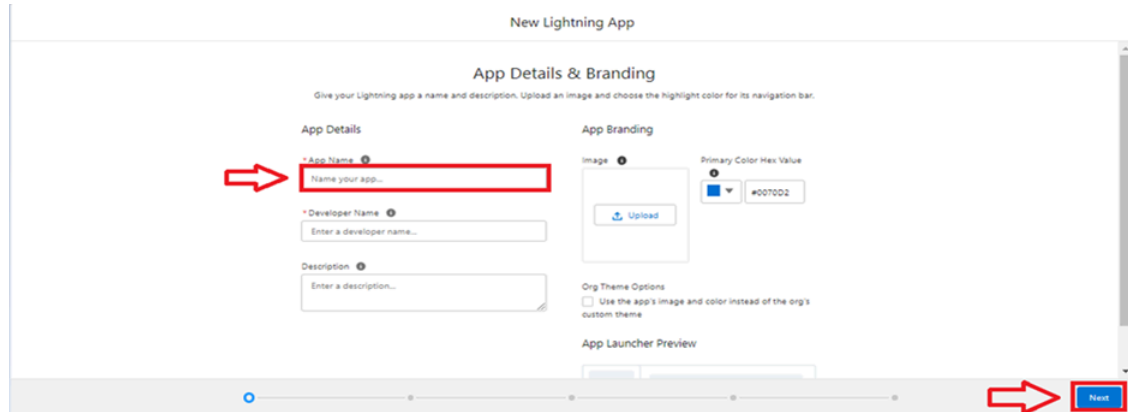 New Lightning App
App Details & Branding
Give your Lightning app a name and description. Upload an image and choose the highlight color for its navigation bar.
App Details
* App Name
Name your app...
* Developer Name
Enter a developer name...
Description
Enter a description...
App Branding
Image
Upload
Primary Color Hex Value
#0070D2
Org Theme Options
Use the app's image and color instead of the org's
custom theme
App Launcher Preview
Next